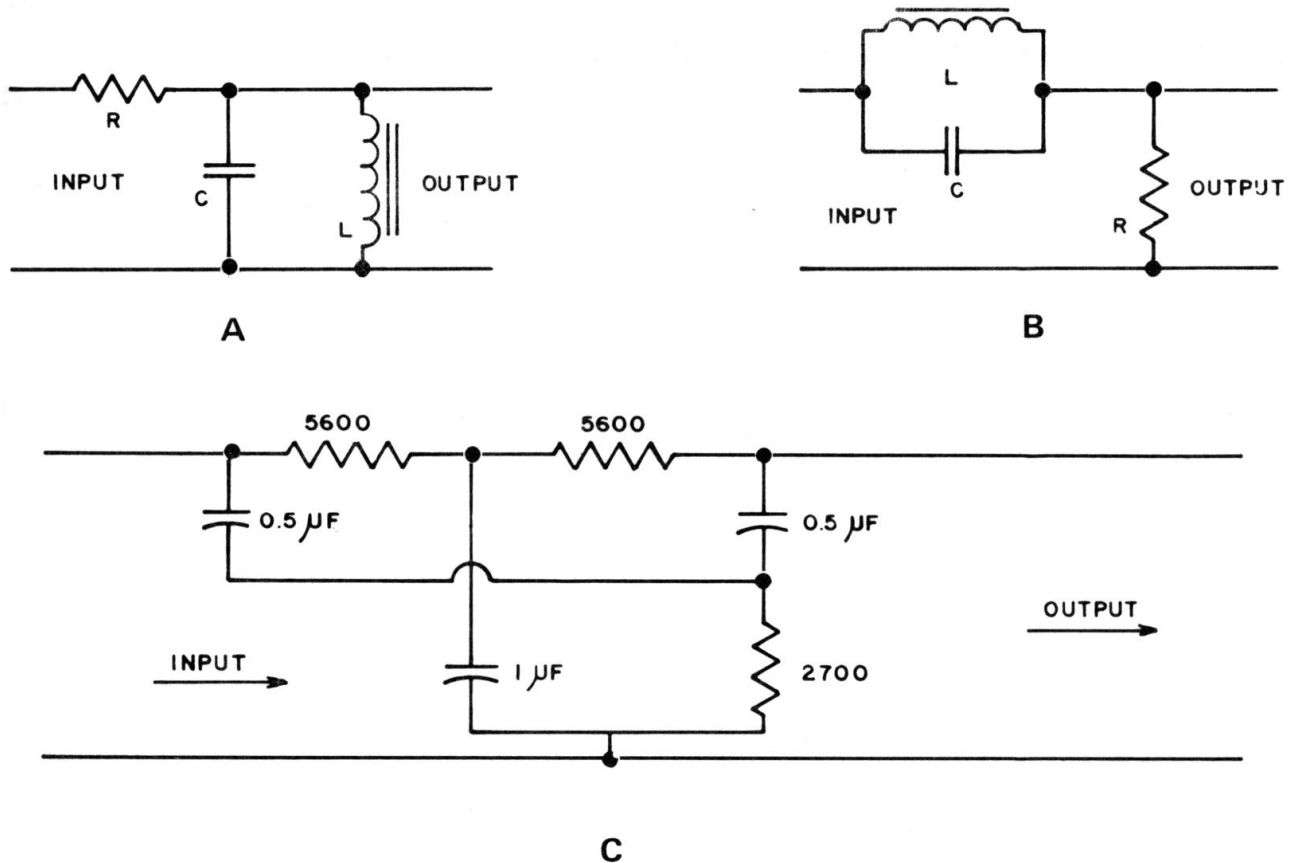 R
INPUT
C
L
OUTPUT
A
L
C
INPUT
R
OUTPUT
B
5600
5600
0.5 µF
0.5 µF
INPUT
1 µF
2700
OUTPUT
C